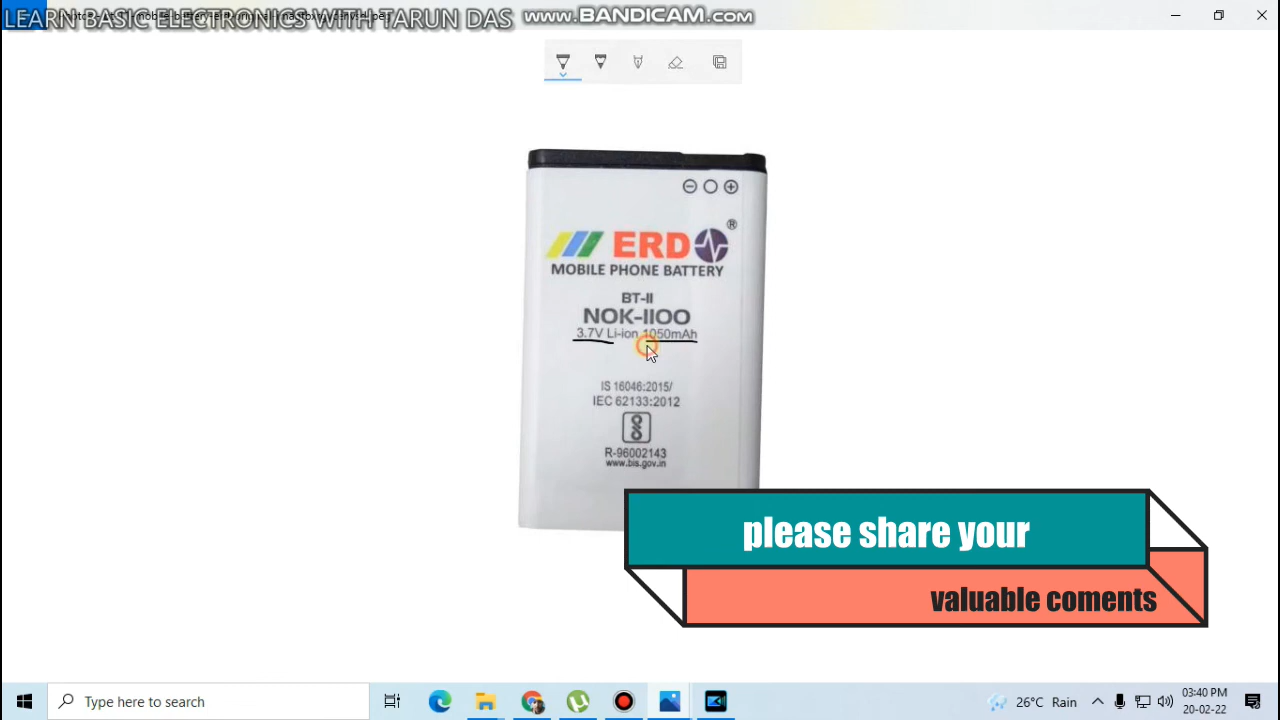 LEARN BASIC ELECTRONICS WITH TARUN DAS
www.BANDICAM.com
ERD
®
MOBILE PHONE BATTERY
BT-II
NOK-1100
3.7V Li-ion 1050mAh
IS 16046:2015/
IEC 62133:2012
R-96002143
www.bis.gov.in
please share your
valuable coments
Type here to search
26°C Rain
03:40 PM
20-02-22